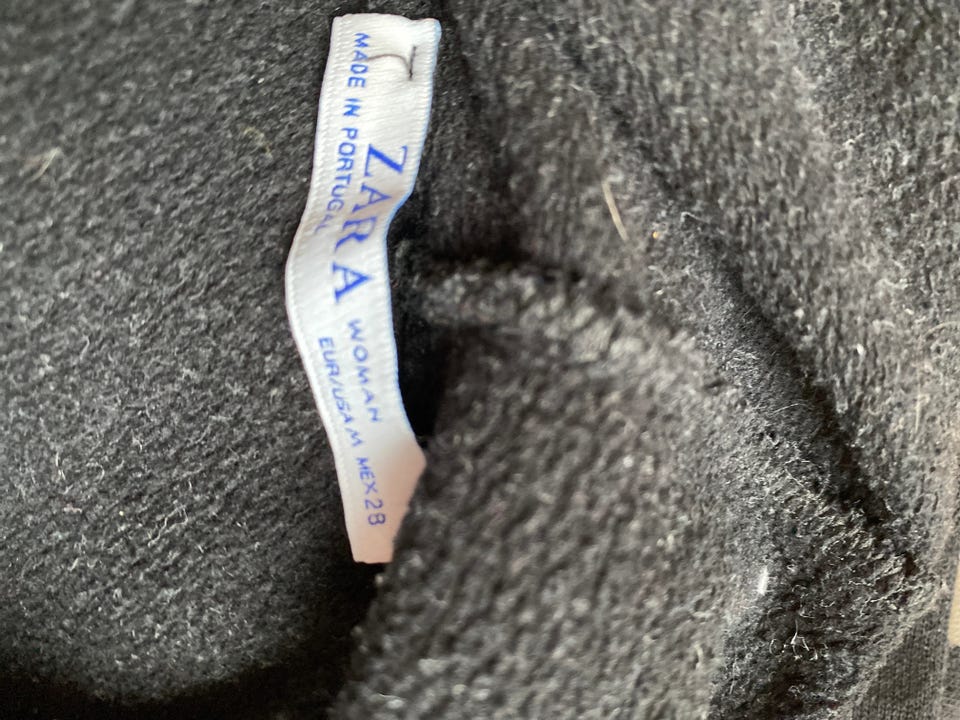 ZARA WOMAN
MADE IN PORTUGAL
EUR/USA M MEX 28